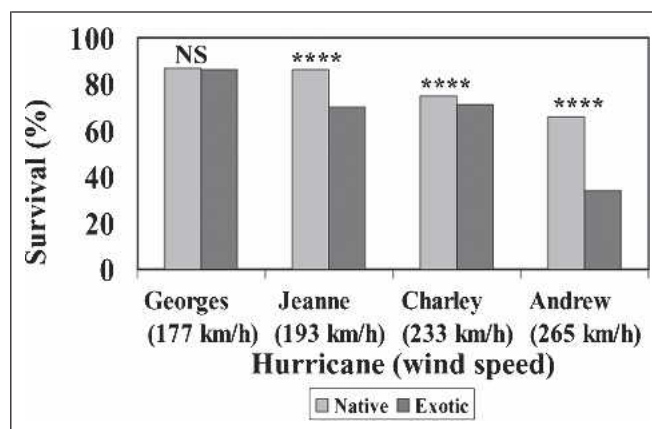 100
80
60
40
20
0
Survival (%)
NS
****
****
****
Georges Jeanne Charley Andrew
(177 km/h) (193 km/h) (233 km/h) (265 km/h)
Hurricane (wind speed)
Native Exotic